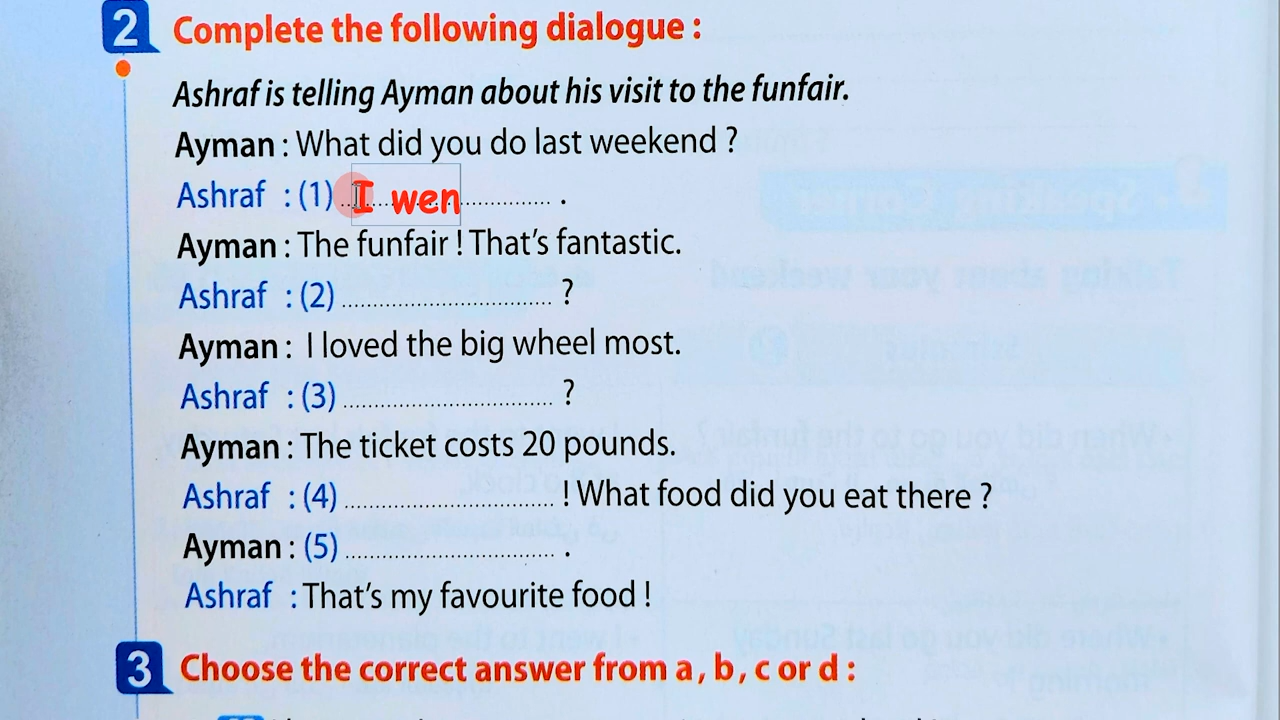 2 Complete the following dialogue :
Ashraf is telling Ayman about his visit to the funfair.
Ayman : What did you do last weekend ?
Ashraf : (1) I wen .
Ayman : The funfair ! That's fantastic.
Ashraf : (2) ........................................ ?
Ayman : I loved the big wheel most.
Ashraf : (3) ........................................ ?
Ayman : The ticket costs 20 pounds.
Ashraf : (4) ........................................ ! What food did you eat there ?
Ayman : (5) ........................................ .
Ashraf : That's my favourite food !
3 Choose the correct answer from a , b , c or d :